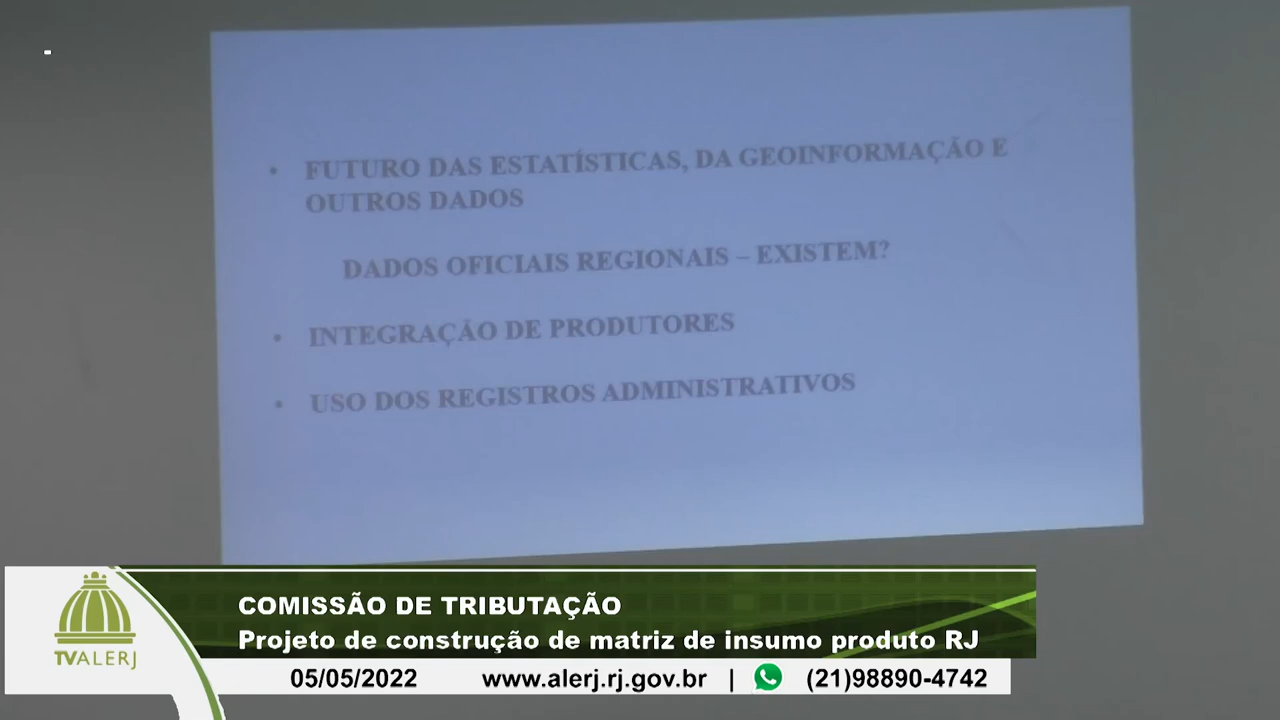 • FUTURO DAS ESTATÍSTICAS, DA GEOINFORMAÇÃO E
OUTROS DADOS
DADOS OFICIAIS REGIONAIS – EXISTEM?
• INTEGRAÇÃO DE PRODUTORES
• USO DOS REGISTROS ADMINISTRATIVOS
COMISSÃO DE TRIBUTAÇÃO
Projeto de construção de matriz de insumo produto RJ
TVALERJ
05/05/2022 www.alerj.rj.gov.br | (21)98890-4742